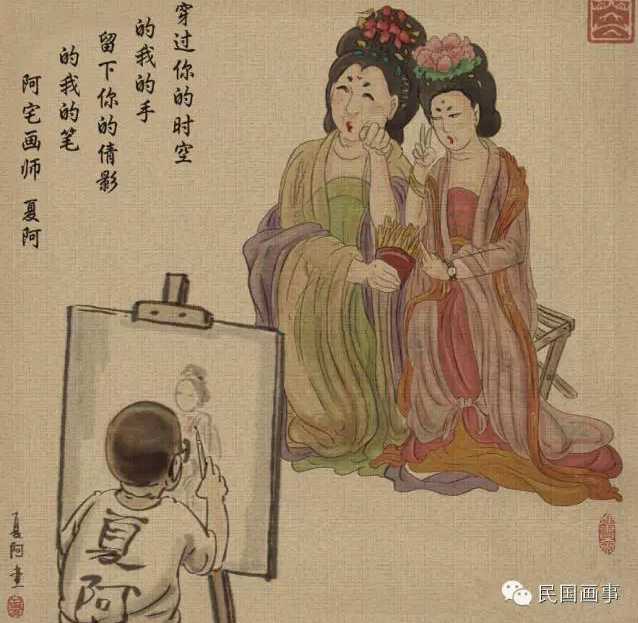 穿过你的时空
的我的手
留下你的倩影
的我的笔
阿宅画师 夏阿
夏阿
夏阿画
民国画事